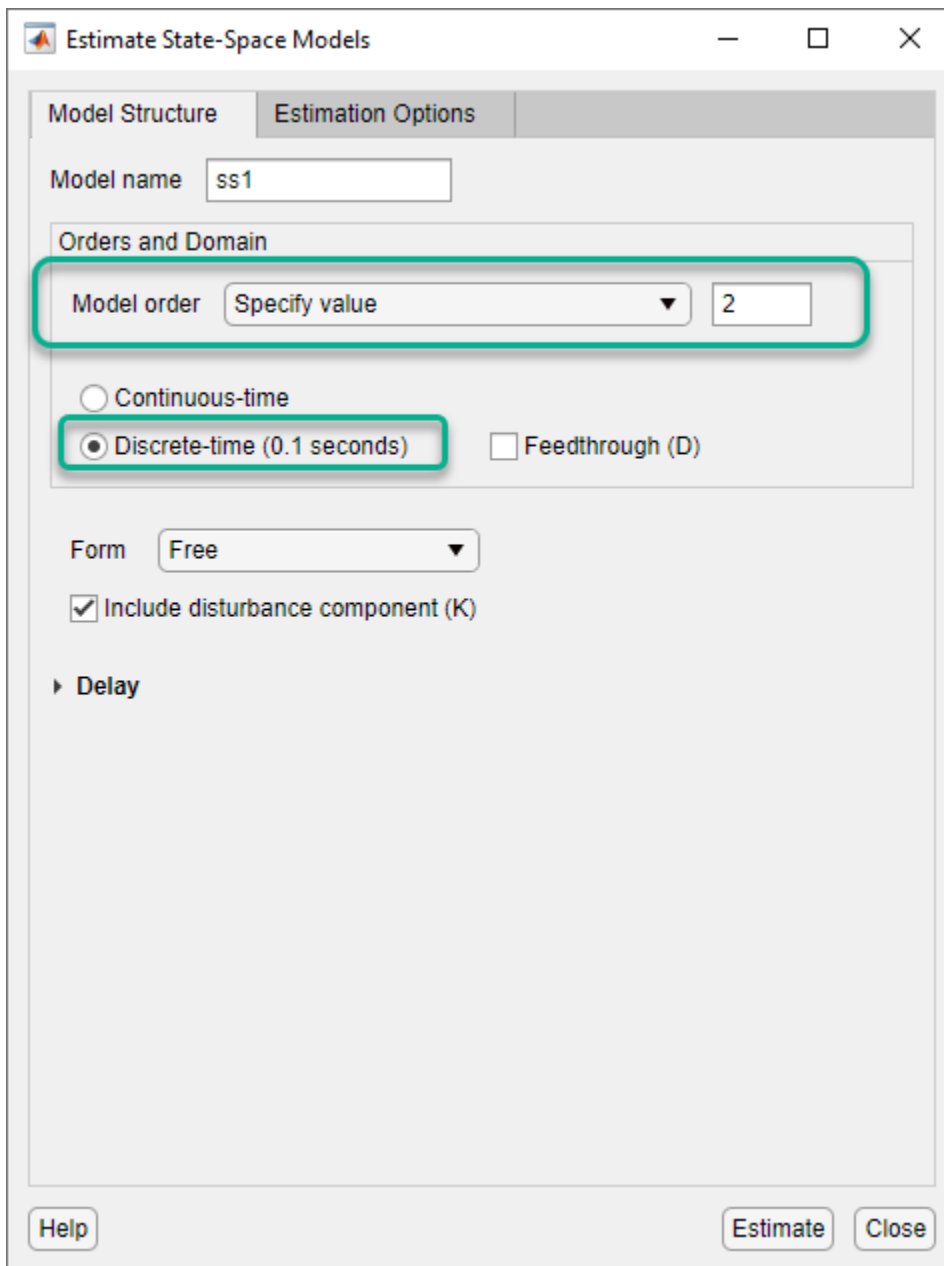 Estimate State-Space Models
Model Structure Estimation Options
Model name ss1
Orders and Domain
Model order Specify value 2
Continuous-time
Discrete-time (0.1 seconds) Feedthrough (D)
Form Free
Include disturbance component (K)
Delay
Help Estimate Close